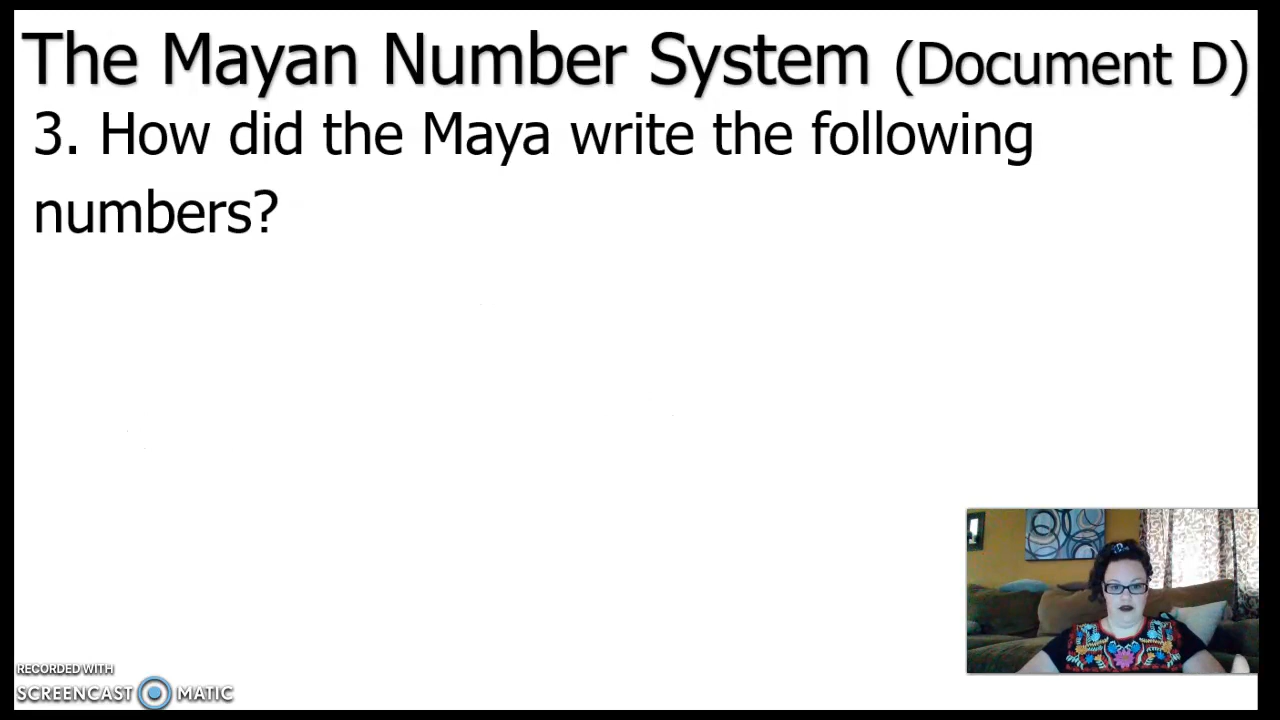 The Mayan Number System (Document D)
3. How did the Maya write the following
numbers?
RECORDED WITH
SCREENCAST MATIC